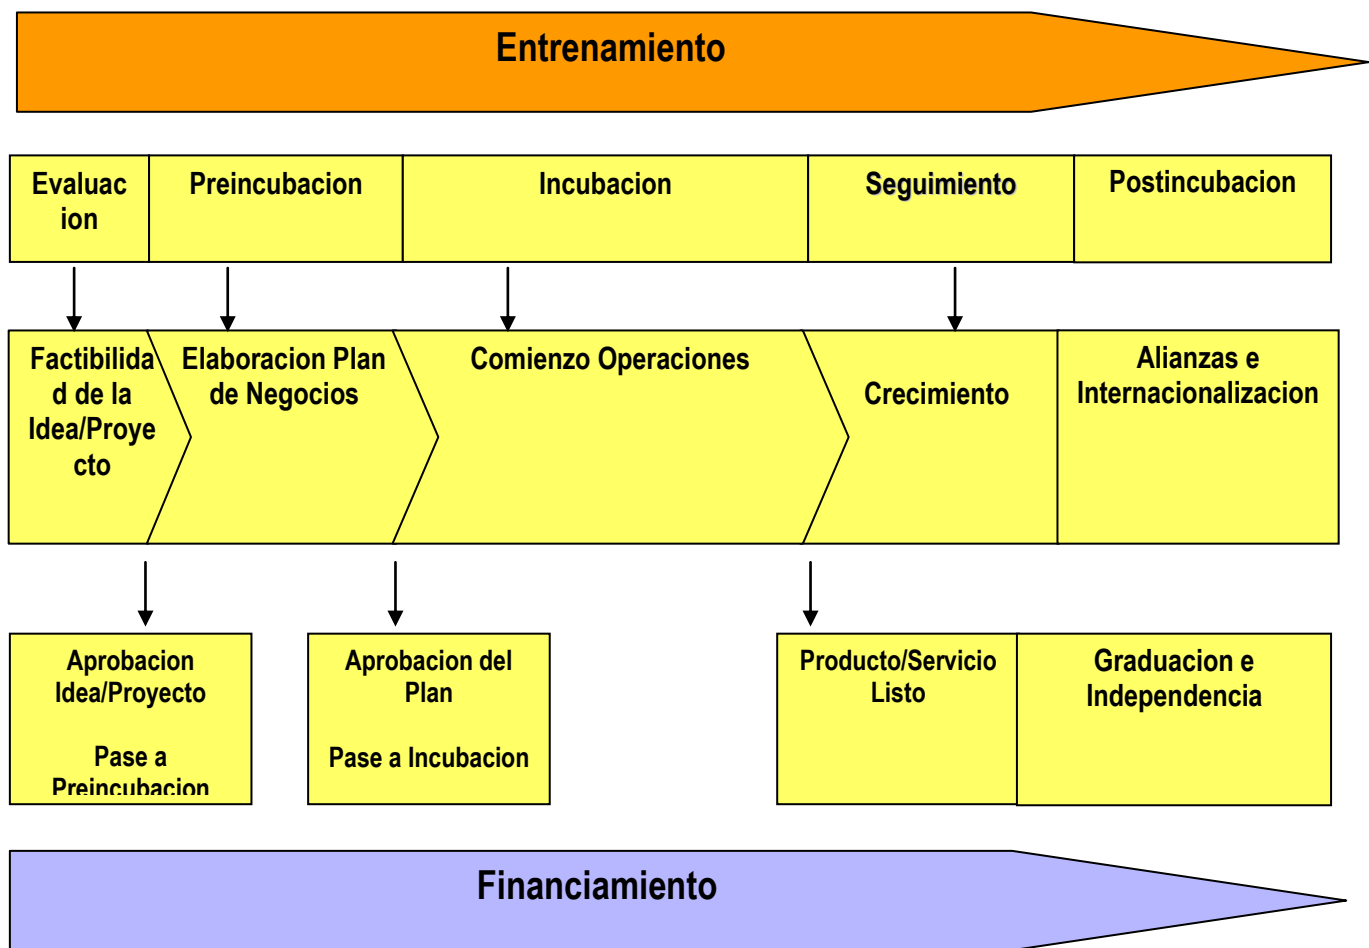 Entrenamiento
Evaluac
ion
Preincubacion
Incubacion
Seguimiento
Postincubacion
Factibilida
d de la
Idea/Proye
cto
Elaboracion Plan
de Negocios
Comienzo Operaciones
Crecimiento
Alianzas e
Internacionalizacion
Aprobacion
Idea/Proyecto
Pase a
Preincubacion
Aprobacion del
Plan
Pase a Incubacion
Producto/Servicio
Listo
Graduacion e
Independencia
Financiamiento